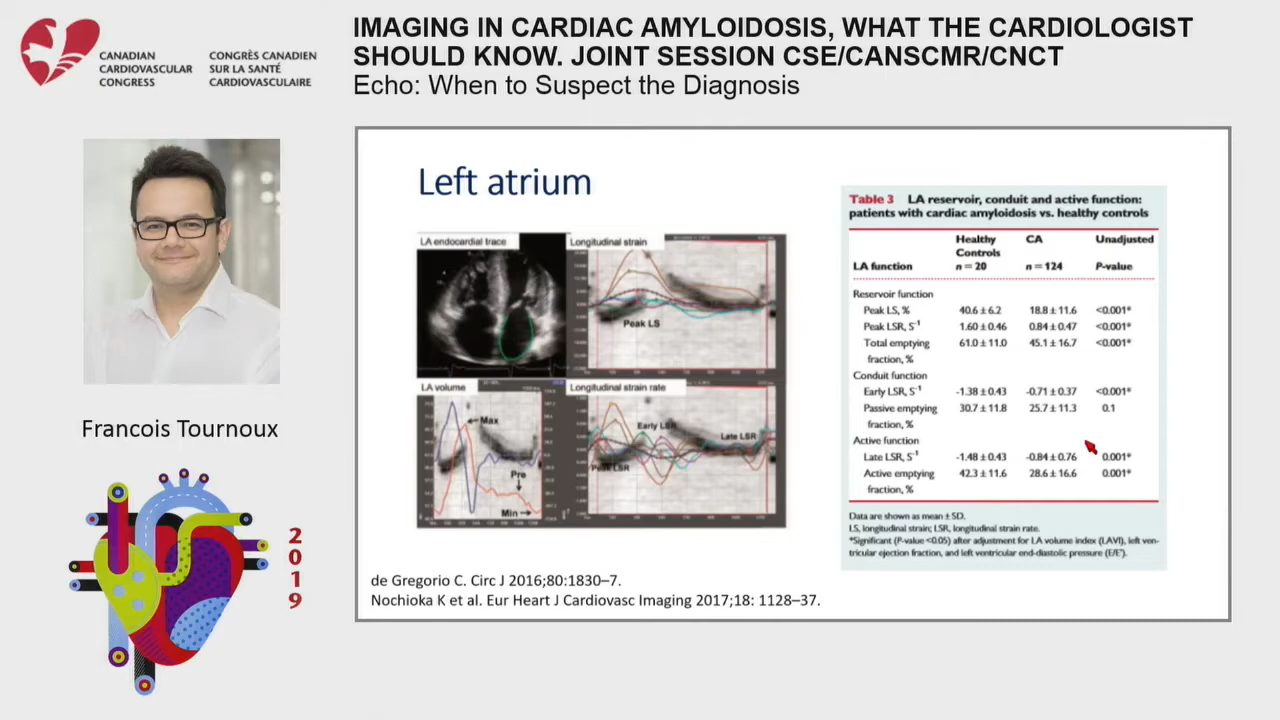 CANADIAN
CARDIOVASCULAR
CONGRESS
CONGRÈS CANADIEN
SUR LA SANTÉ
CARDIOVASCULAIRE
IMAGING IN CARDIAC AMYLOIDOSIS, WHAT THE CARDIOLOGIST
SHOULD KNOW. JOINT SESSION CSE/CANSCMR/CNCT
Echo: When to Suspect the Diagnosis
Francois Tournoux
2019
Left atrium
LA endocardial trace
Longitudinal strain
Peak LS
LA volume
Max
Pre
Min
Longitudinal strain rate
Early LSR
Late LSR
Peak LSR
Table 3 LA reservoir, conduit and active function:
patients with cardiac amyloidosis vs. healthy controls
LA function Healthy Controls n = 20 CA n = 124 Unadjusted P-value
Reservoir function
Peak LS, % 40.6 ± 6.2 18.8 ± 11.6 <0.001*
Peak LSR, S⁻¹ 1.60 ± 0.46 0.84 ± 0.47 <0.001*
Total emptying fraction, % 61.0 ± 11.0 45.1 ± 16.7 <0.001*
Conduit function
Early LSR, S⁻¹ -1.38 ± 0.43 -0.71 ± 0.37 <0.001*
Passive emptying fraction, % 30.7 ± 11.8 25.7 ± 11.3 0.1
Active function
Late LSR, S⁻¹ -1.48 ± 0.43 -0.84 ± 0.76 0.001*
Active emptying fraction, % 42.3 ± 11.6 28.6 ± 16.6 0.001*
Data are shown as mean ± SD.
LS, longitudinal strain; LSR, longitudinal strain rate.
*Significant (P-value <0.05) after adjustment for LA volume index (LAVI), left ven-
tricular ejection fraction, and left ventricular end-diastolic pressure (E/E').
de Gregorio C. Circ J 2016;80:1830–7.
Nochioka K et al. Eur Heart J Cardiovasc Imaging 2017;18: 1128–37.